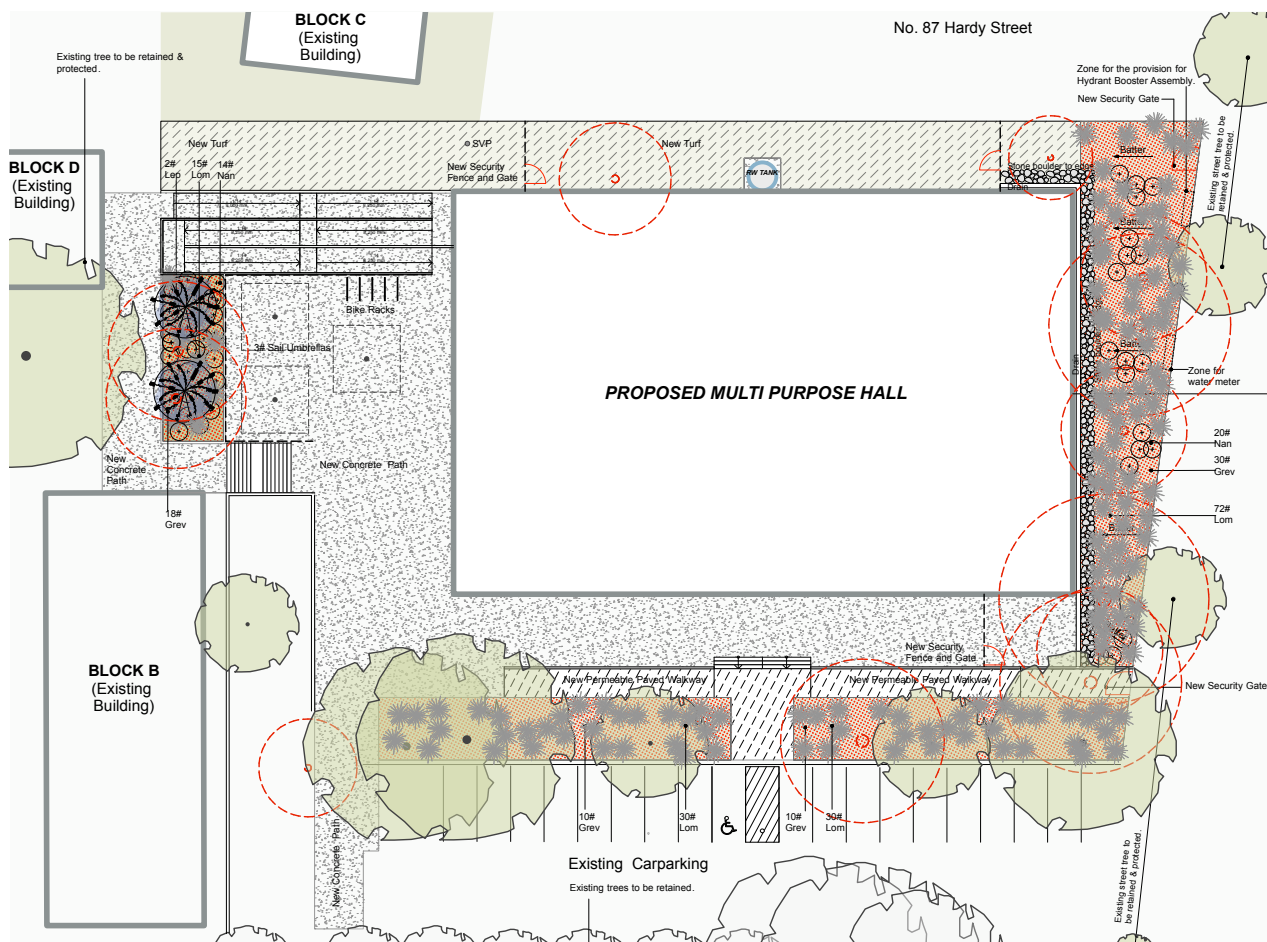 BLOCK C
(Existing
Building)
No. 87 Hardy Street
Existing tree to be retained &
protected.
Zone for the provision for
Hydrant Booster Assembly.
New Security Gate
Existing street tree to be
retained & protected.
New Turf
SVP
New Turf
Batter
BLOCK D
(Existing
Building)
2#
Lep
15#
Lom
14#
Nan
New Security
Fence and Gate
RW TANK
Stone boulder to edge
Drain
Bike Racks
3# Sail Umbrellas
Drain
Zone for
water meter
PROPOSED MULTI PURPOSE HALL
20#
Nan
30#
Grev
72#
Lom
New
Concrete
Path
New Concrete Path
18#
Grev
BLOCK B
(Existing
Building)
New Security
Fence and Gate
New Permeable Paved Walkway
New Permeable Paved Walkway
New Security Gate
10#
Grev
30#
Lom
10#
Grev
30#
Lom
New Concrete Path
Existing Carparking
Existing trees to be retained.
Existing street tree to
be retained & protected.